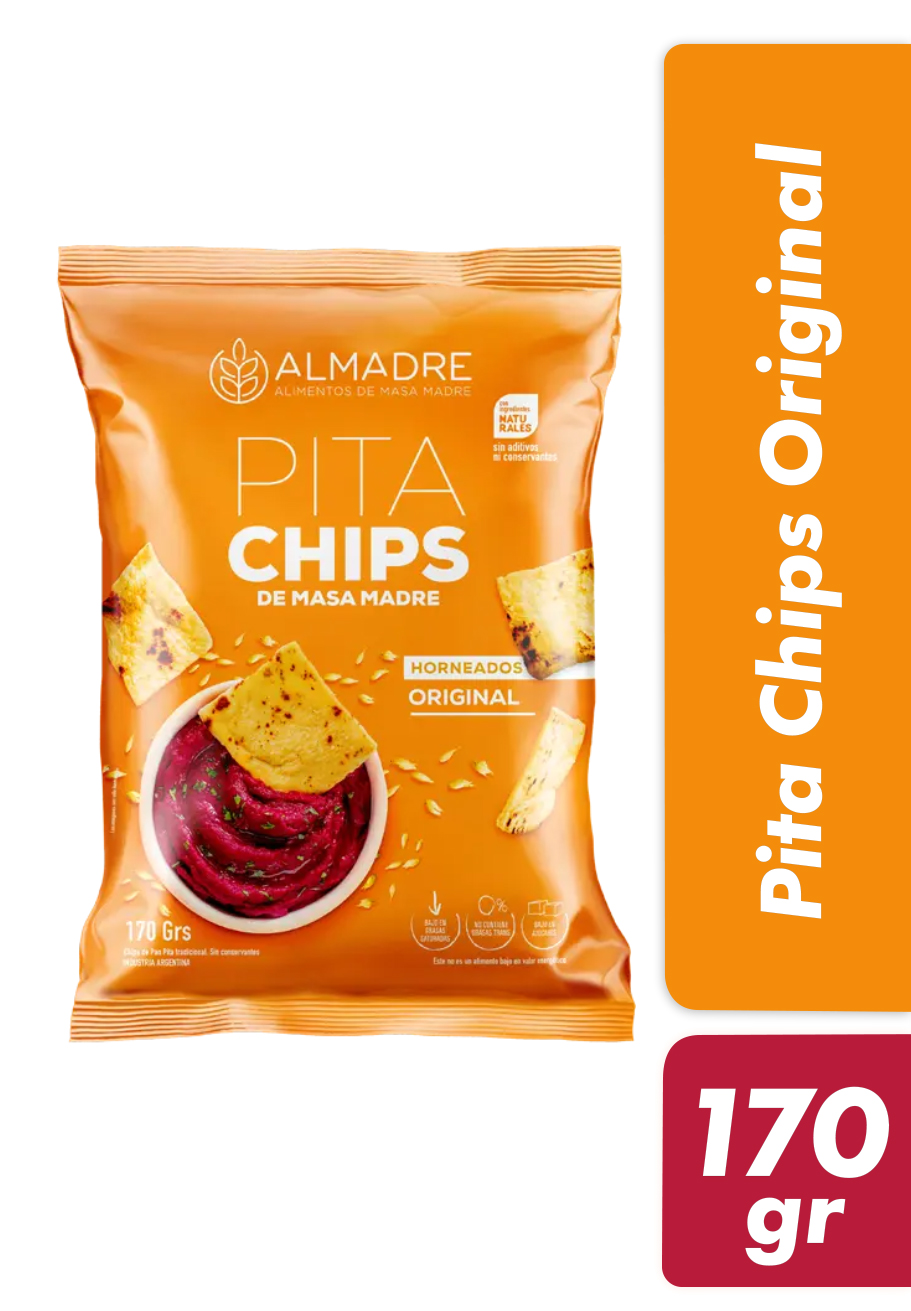 ALMADRE
ALIMENTOS DE MASA MADRE
con
ingredientes
NATU
RALES
sin aditivos
ni conservantes
PITA
CHIPS
DE MASA MADRE
HORNEADOS
ORIGINAL
BAJO EN
GRASAS
SATURADAS
0%
NO CONTIENE
GRASAS TRANS
BAJO EN
AZÚCARES
170 Grs
Chips de Pan Pita tradicional. Sin conservantes
INDUSTRIA ARGENTINA
Este no es un alimento bajo en valor energético
Pita Chips Original
170
gr